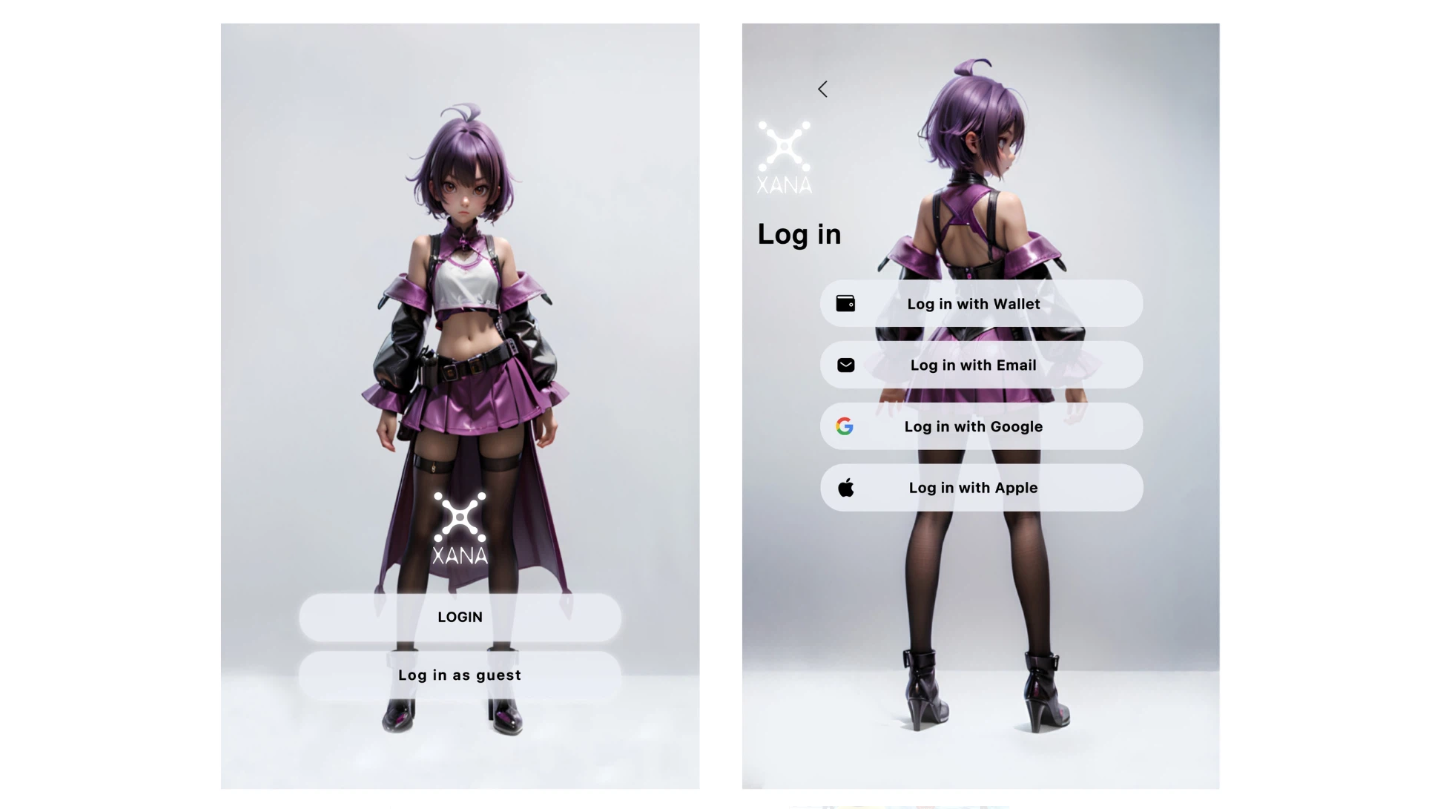 XANA
LOGIN
Log in as guest
XANA
Log in
Log in with Wallet
Log in with Email
Log in with Google
Log in with Apple